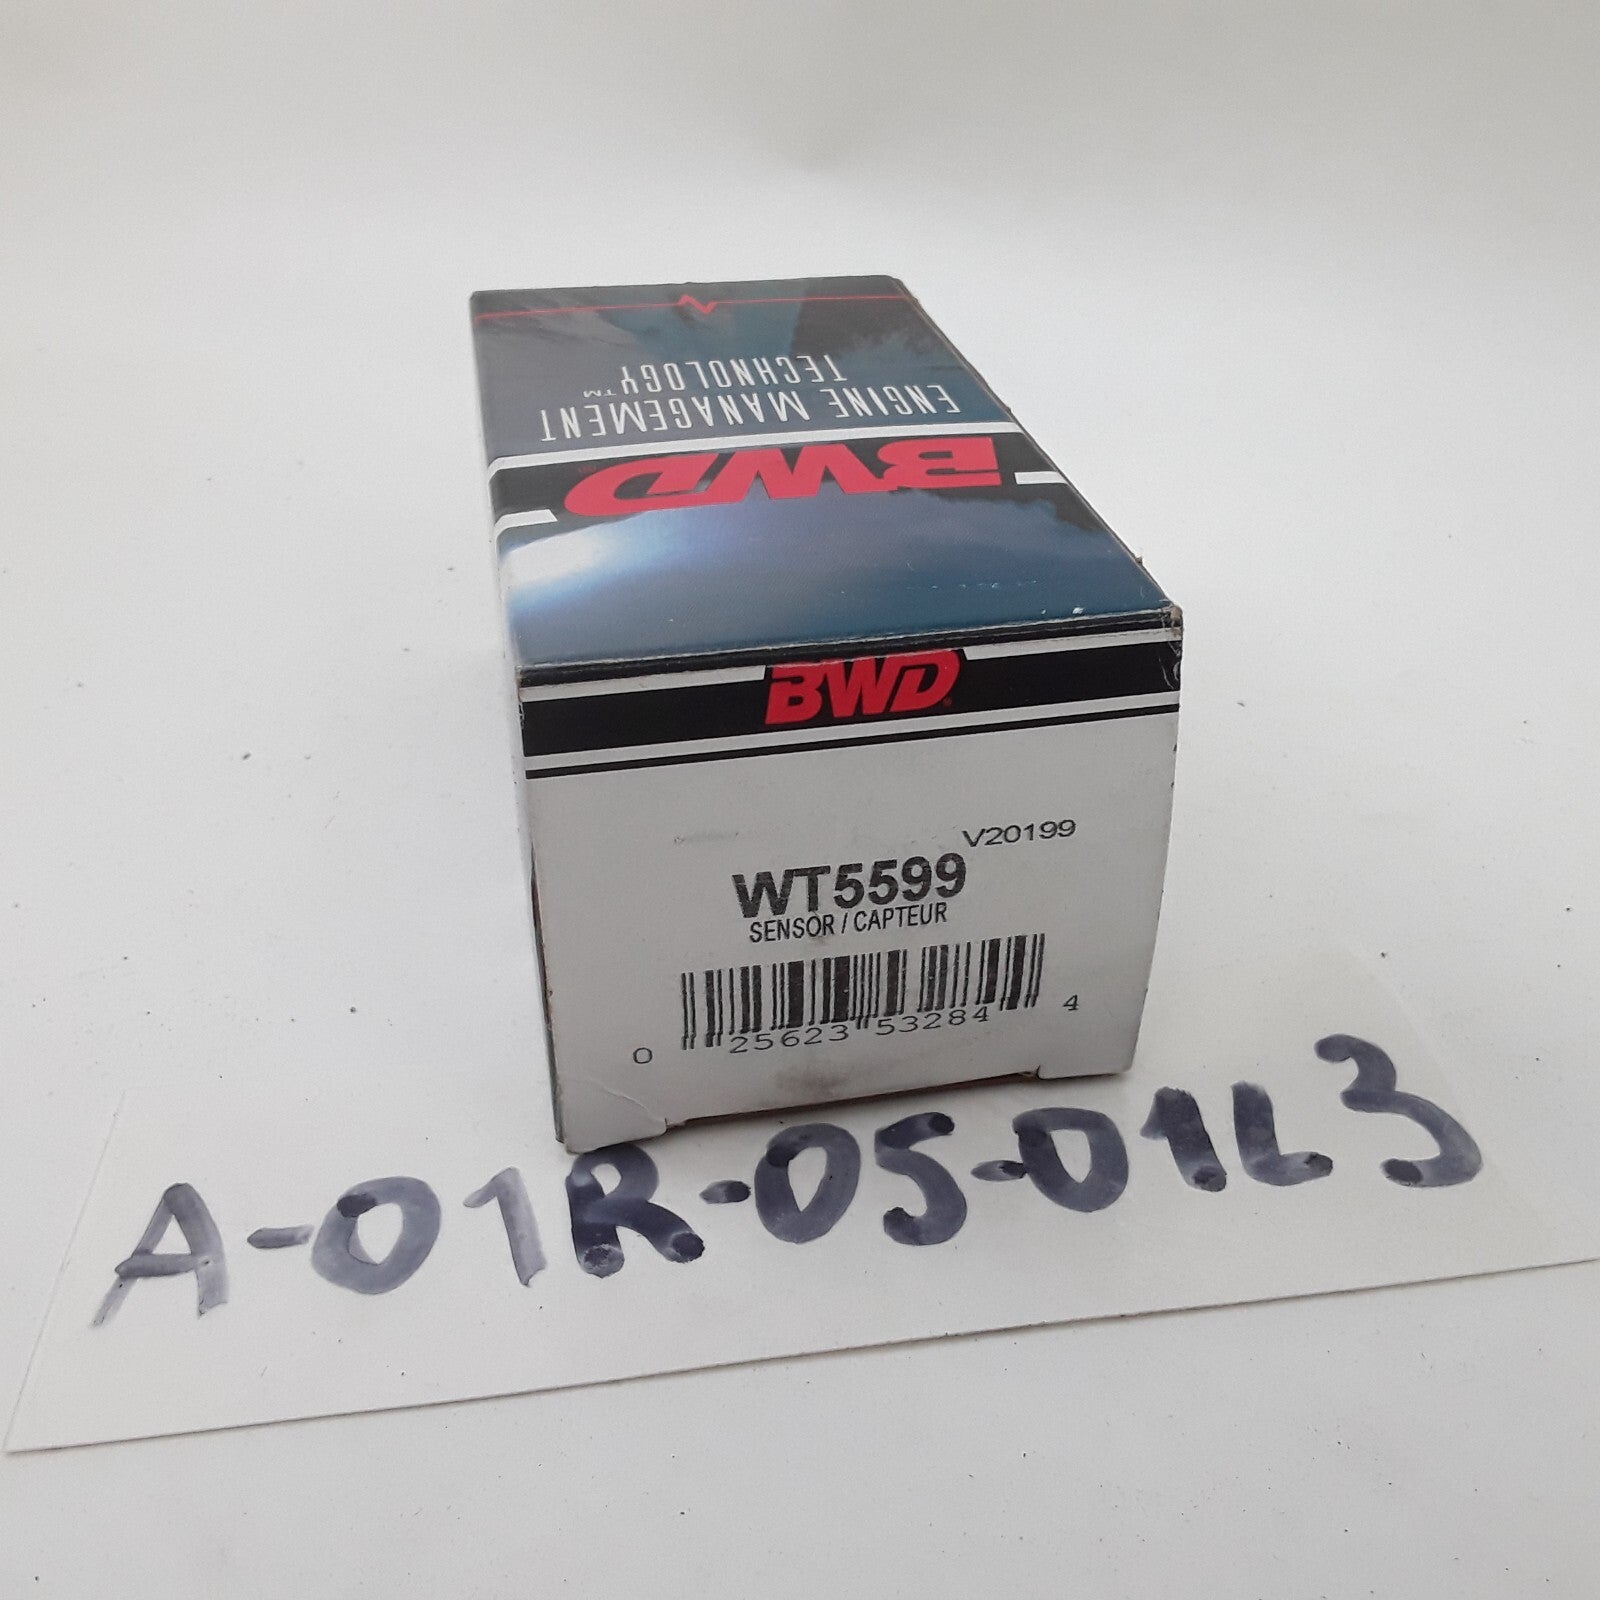 ENGINE MANAGEMENT
TECHNOLOGY™
BWD®
BWD®
V20199
WT5599
SENSOR / CAPTEUR
0 25623 53284 4
A-01R-05-01L3